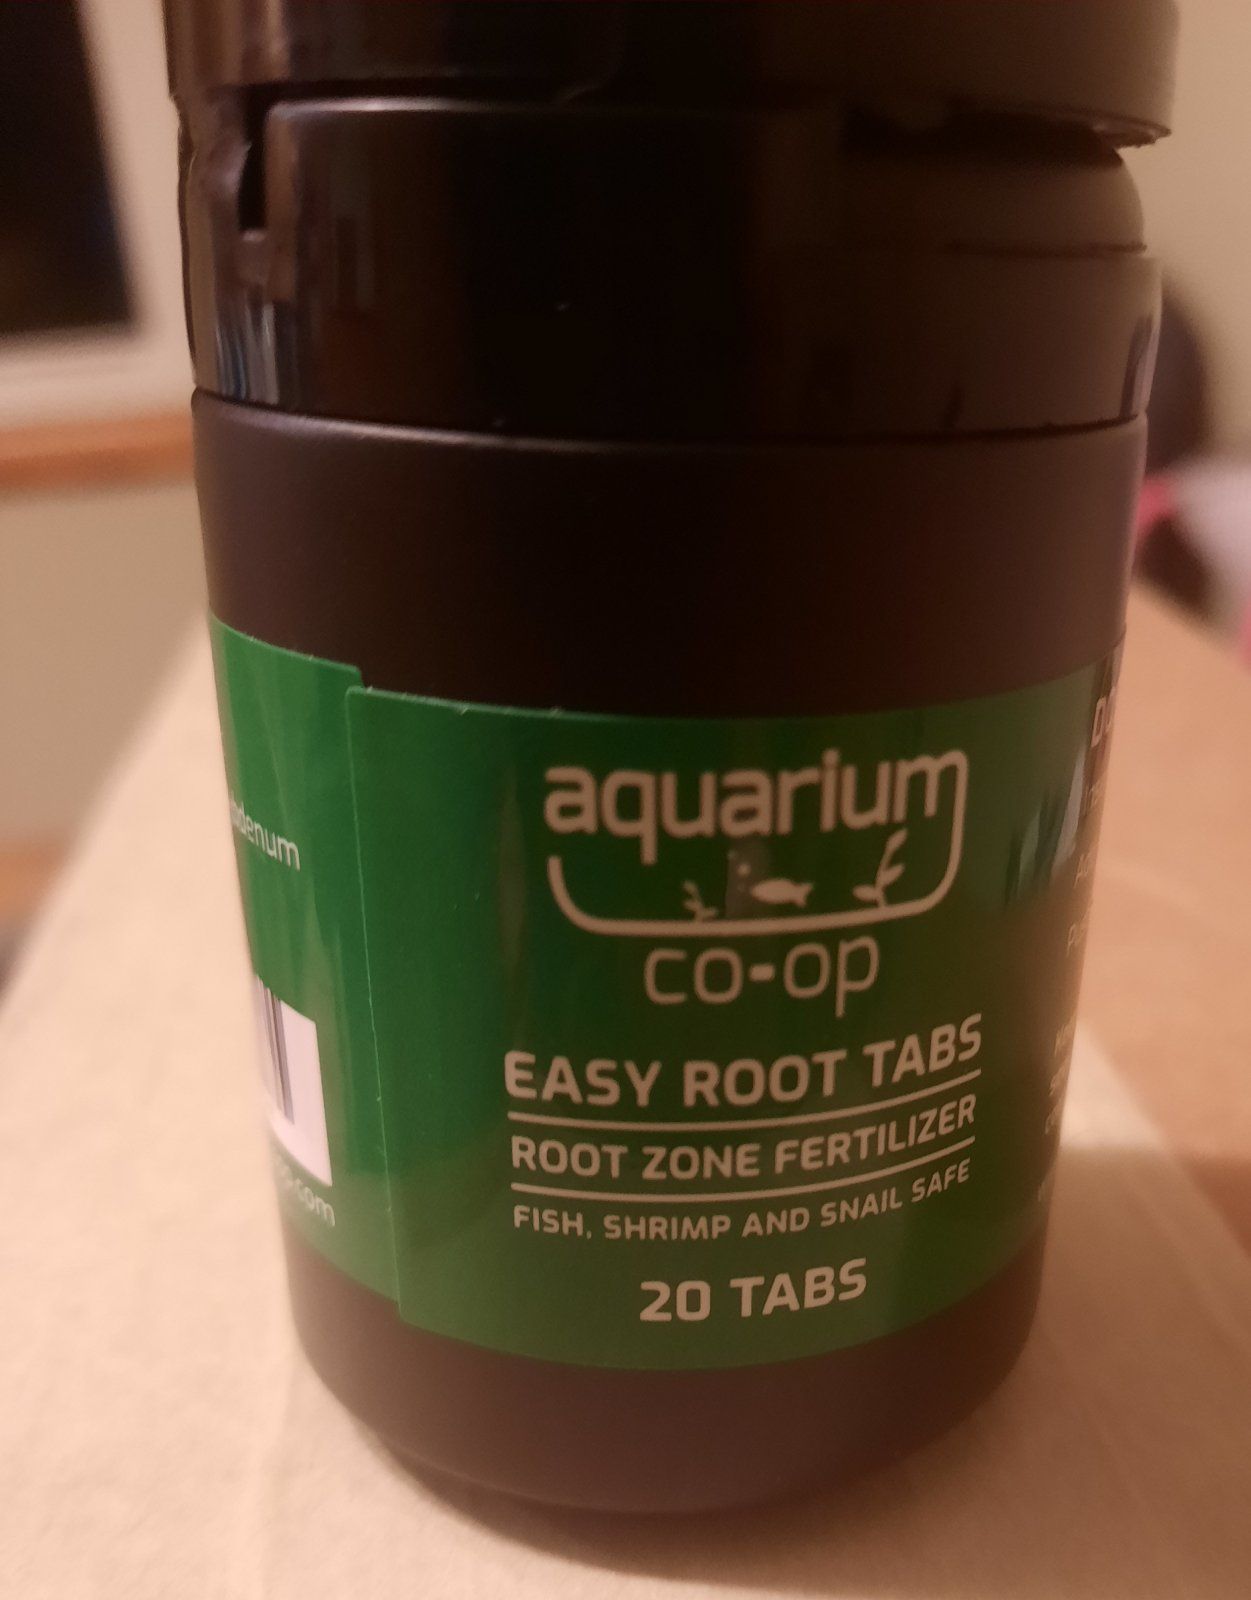 aquarium
co-op
EASY ROOT TABS
ROOT ZONE FERTILIZER
FISH, SHRIMP AND SNAIL SAFE
20 TABS